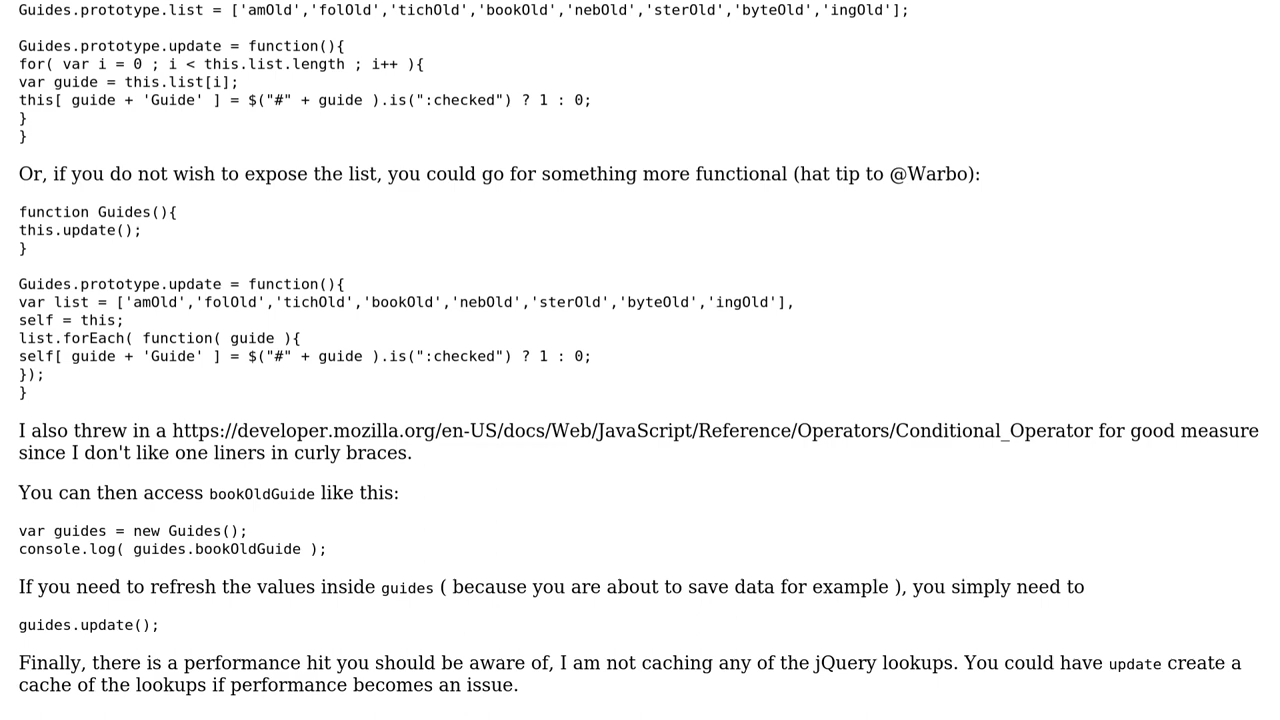 Guides.prototype.list = ['amOld','folOld','tichOld','bookOld','nebOld','sterOld','byteOld','ingOld'];
Guides.prototype.update = function(){
for( var i = 0 ; i < this.list.length ; i++ ){
var guide = this.list[i];
this[ guide + 'Guide' ] = $("#" + guide ).is(":checked") ? 1 : 0;
}
}
Or, if you do not wish to expose the list, you could go for something more functional (hat tip to @Warbo):
function Guides(){
this.update();
}
Guides.prototype.update = function(){
var list = ['amOld','folOld','tichOld','bookOld','nebOld','sterOld','byteOld','ingOld'],
self = this;
list.forEach( function( guide ){
self[ guide + 'Guide' ] = $("#" + guide ).is(":checked") ? 1 : 0;
});
}
I also threw in a https://developer.mozilla.org/en-US/docs/Web/JavaScript/Reference/Operators/Conditional_Operator for good measure
since I don't like one liners in curly braces.
You can then access bookOldGuide like this:
var guides = new Guides();
console.log( guides.bookOldGuide );
If you need to refresh the values inside guides ( because you are about to save data for example ), you simply need to
guides.update();
Finally, there is a performance hit you should be aware of, I am not caching any of the jQuery lookups. You could have update create a
cache of the lookups if performance becomes an issue.